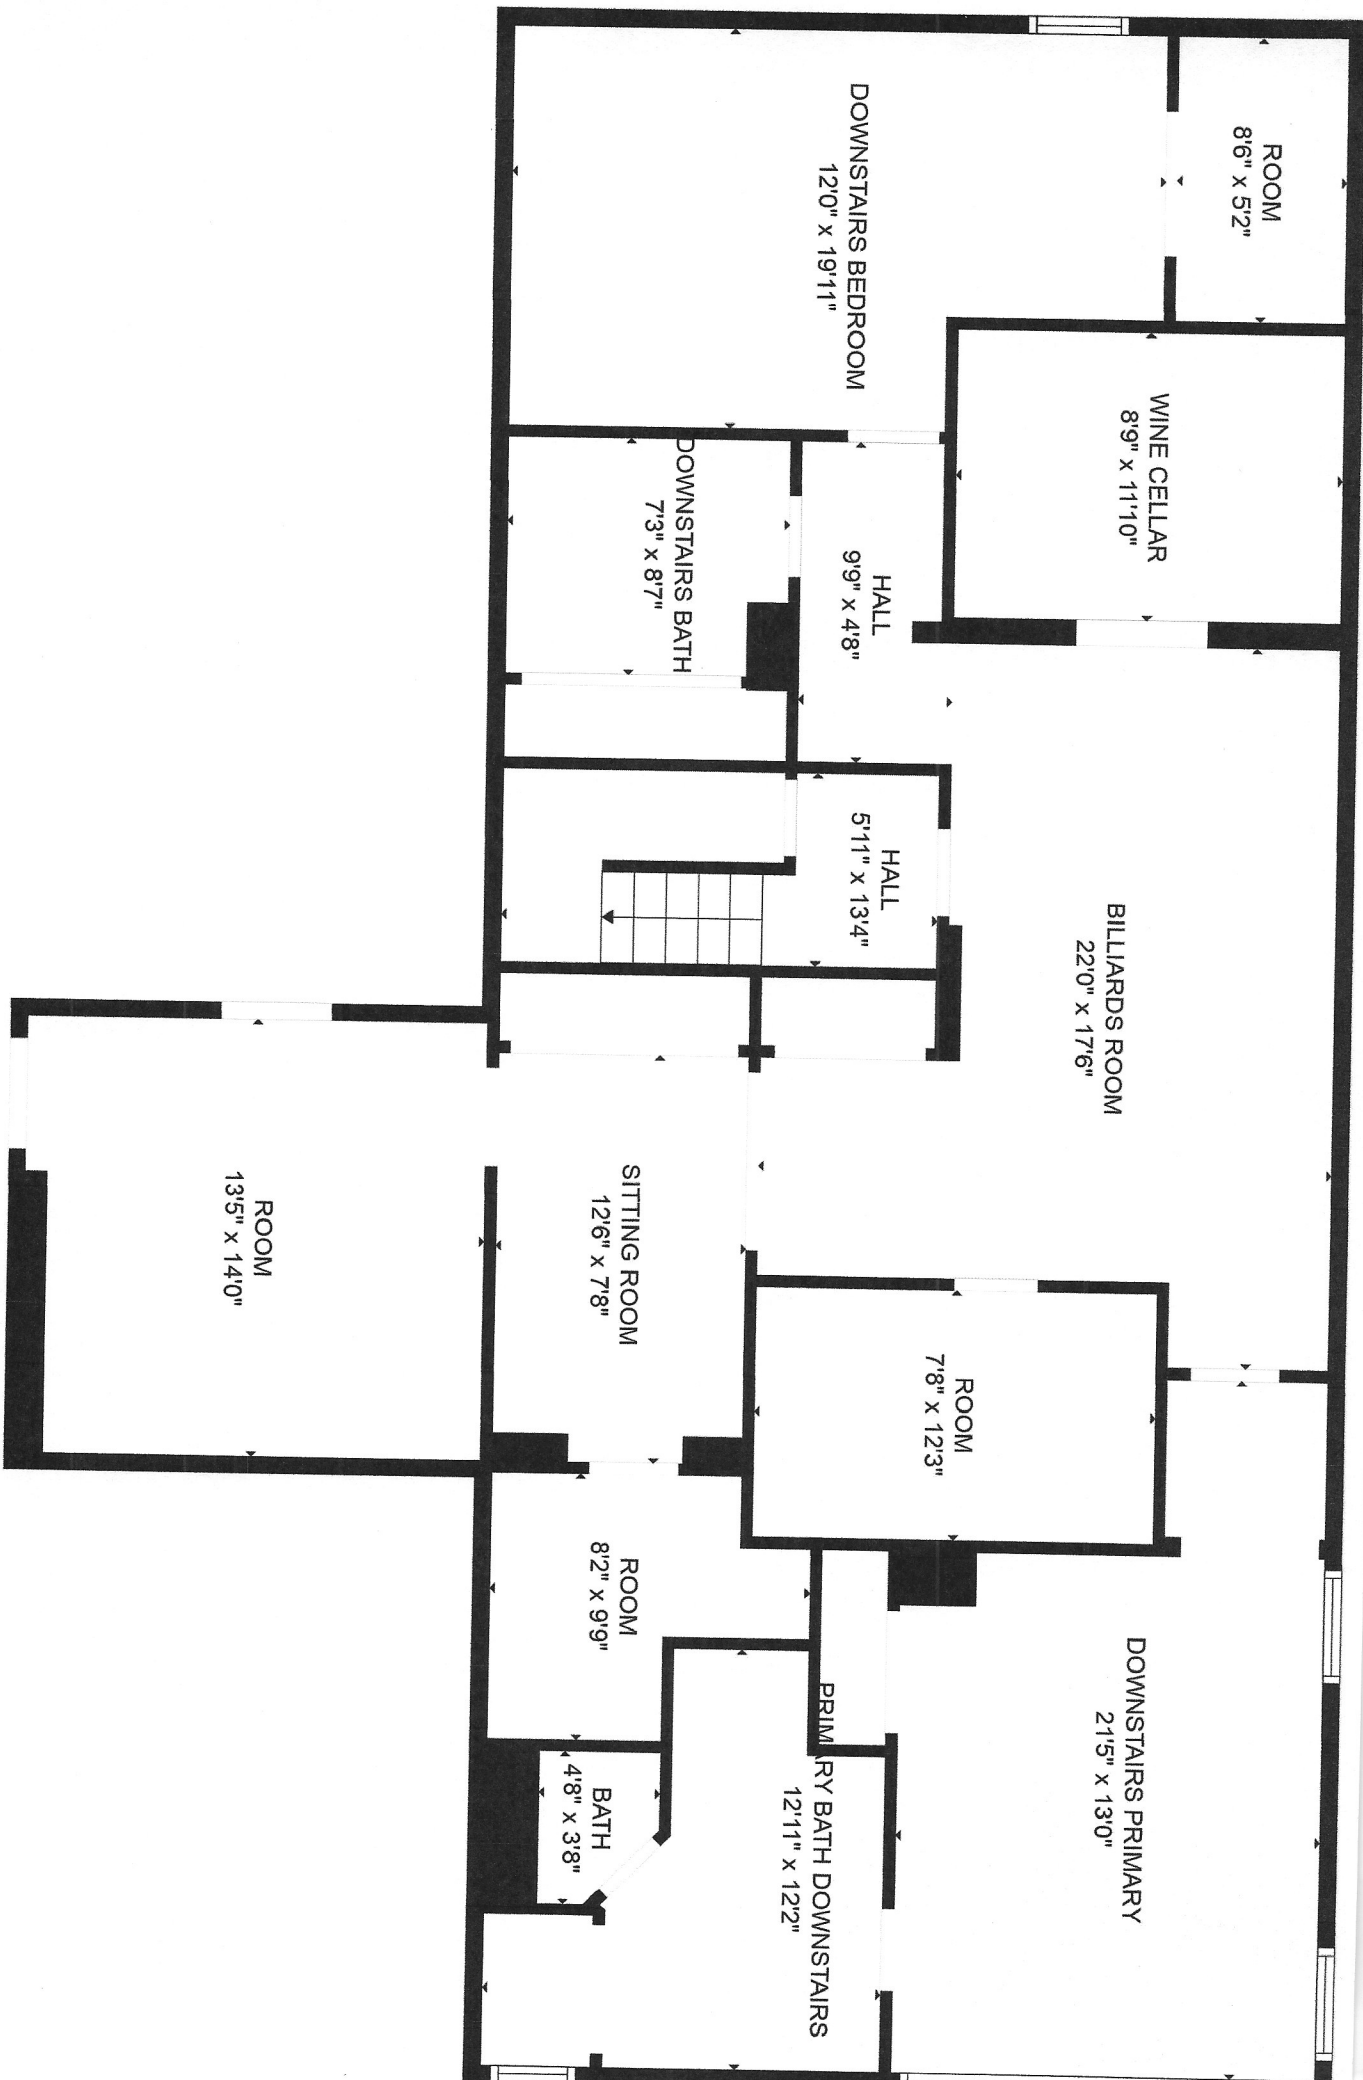 ROOM
8'6" x 5'2"
WINE CELLAR
8'9" x 11'10"
DOWNSTAIRS BEDROOM
12'0" x 19'11"
HALL
9'9" x 4'8"
DOWNSTAIRS BATH
7'3" x 8'7"
HALL
5'11" x 13'4"
BILLIARDS ROOM
22'0" x 17'6"
SITTING ROOM
12'6" x 7'8"
ROOM
13'5" x 14'0"
ROOM
7'8" x 12'3"
ROOM
8'2" x 9'9"
DOWNSTAIRS PRIMARY
21'5" x 13'0"
PRIMARY BATH DOWNSTAIRS
12'11" x 12'2"
BATH
4'8" x 3'8"